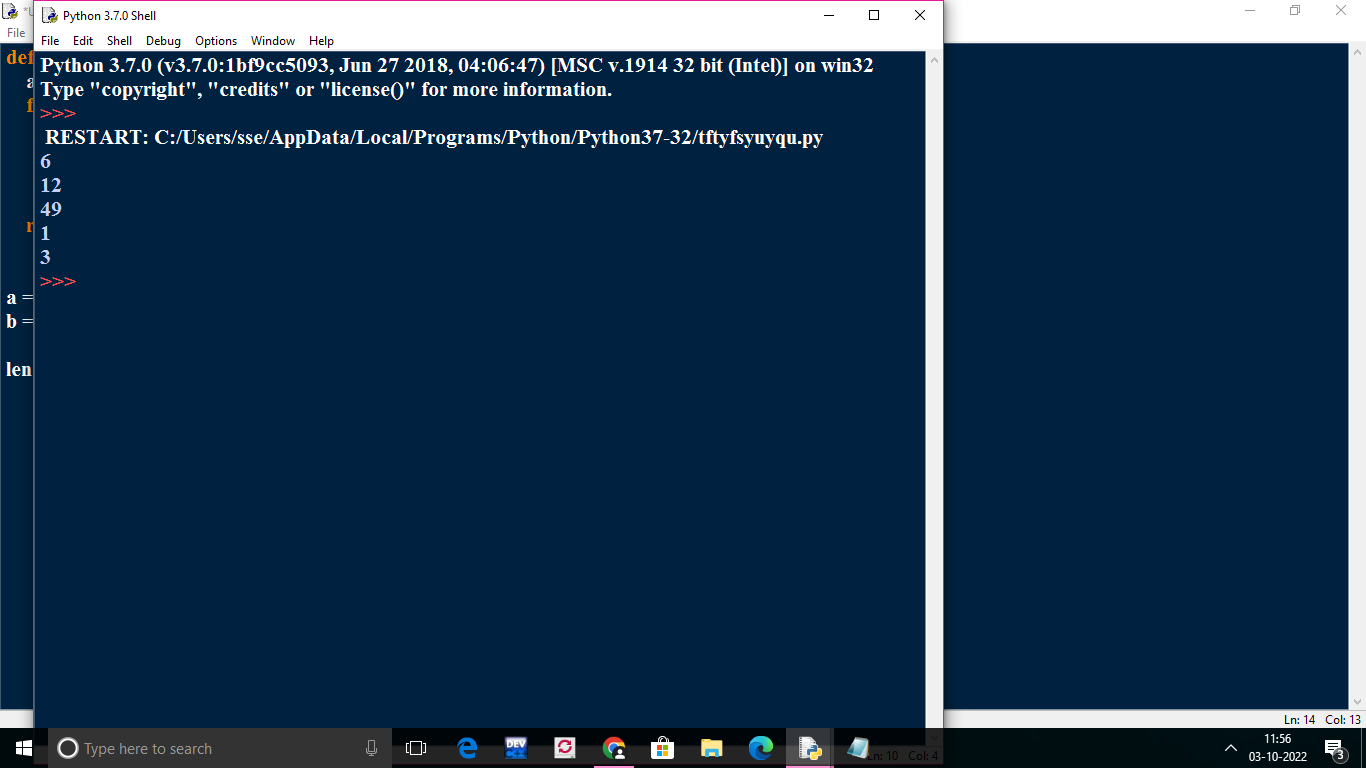 Python 3.7.0 Shell
File
File Edit Shell Debug Options Window Help
def
Python 3.7.0 (v3.7.0:1bf9cc5093, Jun 27 2018, 04:06:47) [MSC v.1914 32 bit (Intel)] on win32
Type "copyright", "credits" or "license()" for more information.
>>>
RESTART: C:/Users/sse/AppData/Local/Programs/Python/Python37-32/tftyfsyuyqu.py
6
12
49
1
3
>>>
a =
b =
len
Ln: 14 Col: 13
Type here to search
DEV
Ln: 10 Col: 4
11:56
03-10-2022
3